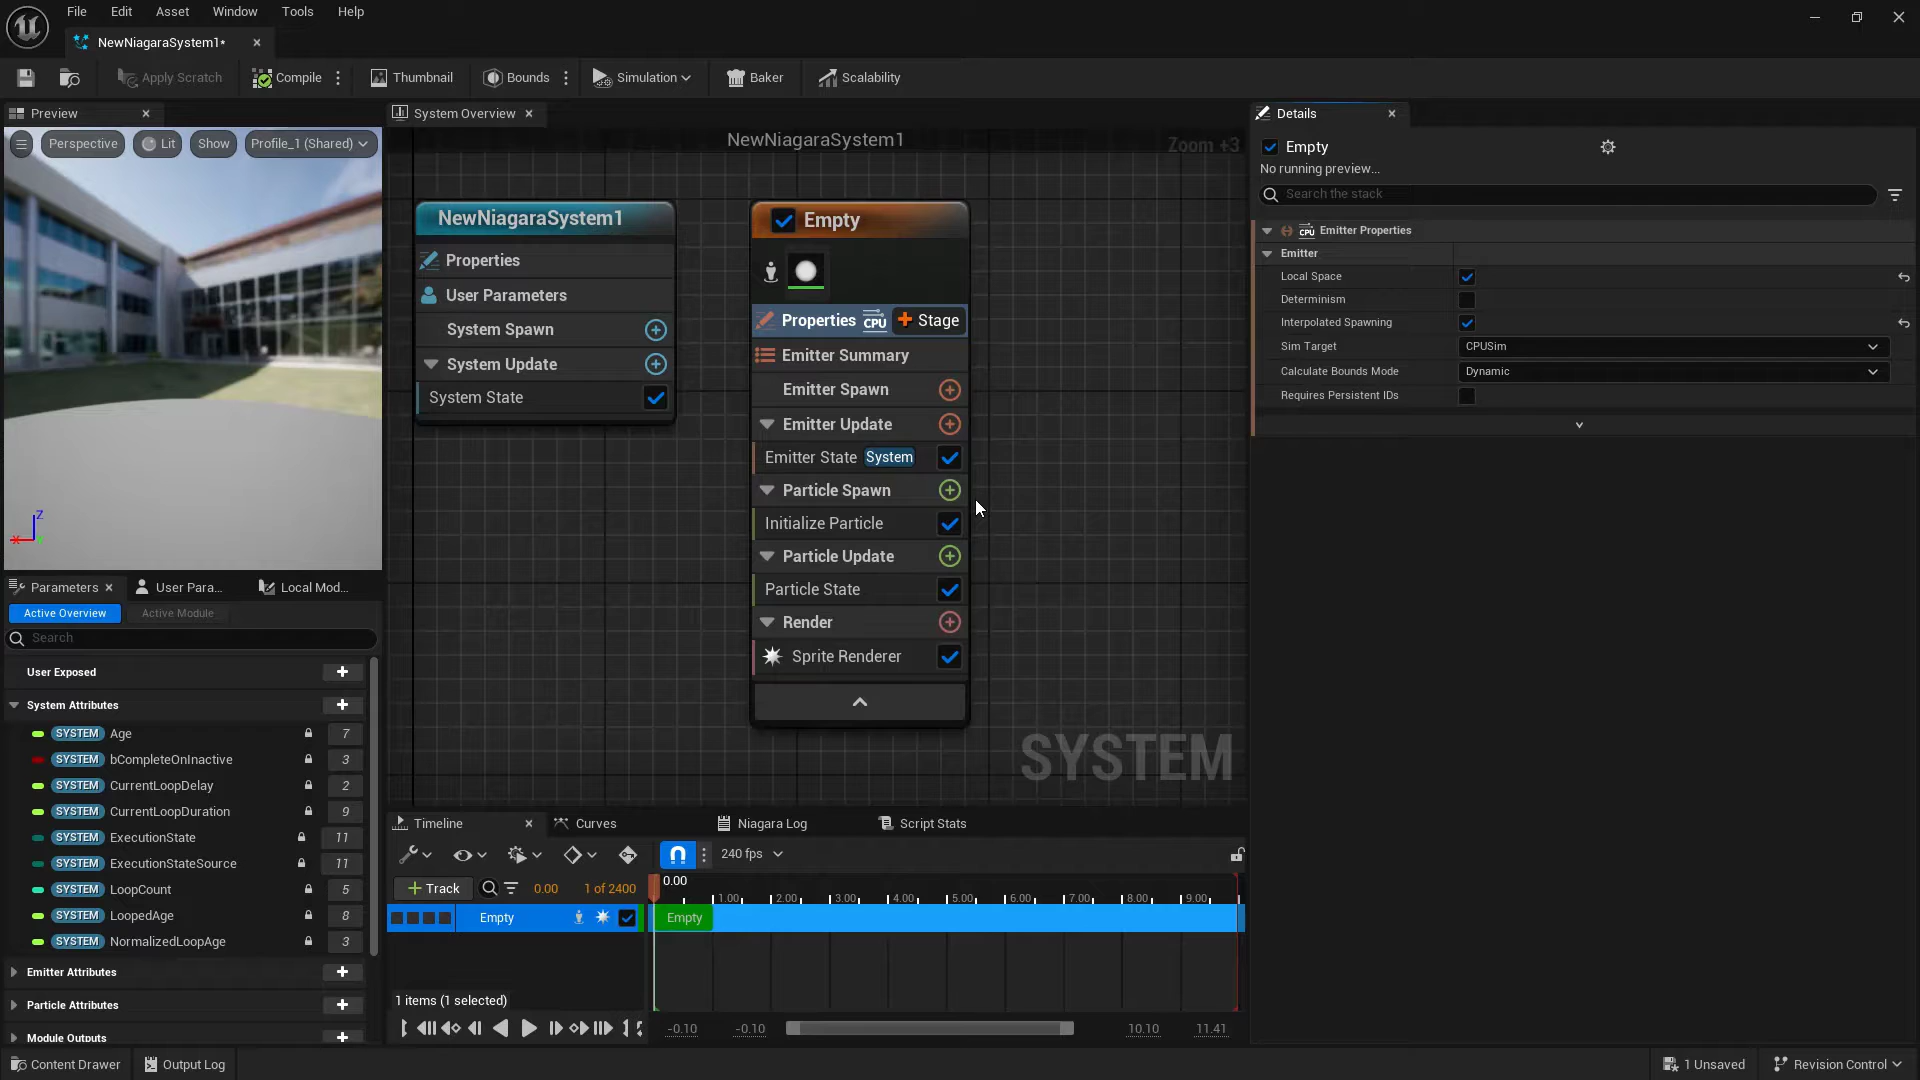 File Edit Asset Window Tools Help
NewNiagaraSystem1*
Apply Scratch Compile Thumbnail Bounds Simulation Baker Scalability
Preview
Perspective Lit Show Profile_1 (Shared)
Z
X
Parameters User Para... Local Mod...
Active Overview Active Module
Search
User Exposed
System Attributes
SYSTEM Age 7
SYSTEM bCompleteOnInactive 3
SYSTEM CurrentLoopDelay 2
SYSTEM CurrentLoopDuration 9
SYSTEM ExecutionState 11
SYSTEM ExecutionStateSource 11
SYSTEM LoopCount 5
SYSTEM LoopedAge 8
SYSTEM NormalizedLoopAge 3
Emitter Attributes
Particle Attributes
Module Outputs
System Overview
NewNiagaraSystem1
Zoom +3
NewNiagaraSystem1
Properties
User Parameters
System Spawn
System Update
System State
Empty
Properties CPU Stage
Emitter Summary
Emitter Spawn
Emitter Update
Emitter State System
Particle Spawn
Initialize Particle
Particle Update
Particle State
Render
Sprite Renderer
SYSTEM
Timeline Curves Niagara Log Script Stats
240 fps
Track 0.00 1 of 2400
0.00
1.00 2.00 3.00 4.00 5.00 6.00 7.00 8.00 9.00
Empty Empty
1 items (1 selected)
-0.10 -0.10 10.10 11.41
Details
Empty
No running preview...
Search the stack
CPU Emitter Properties
Emitter
Local Space
Determinism
Interpolated Spawning
Sim Target CPUSim
Calculate Bounds Mode Dynamic
Requires Persistent IDs
Content Drawer Output Log 1 Unsaved Revision Control